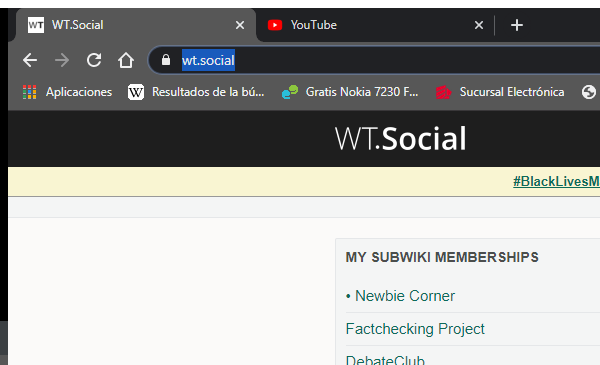 WT WT.Social YouTube
wt.social
Aplicaciones W Resultados de la bú... Gratis Nokia 7230 F... Sucursal Electrónica
WT.Social
#BlackLivesM
MY SUBWIKI MEMBERSHIPS
• Newbie Corner
Factchecking Project
DebateClub